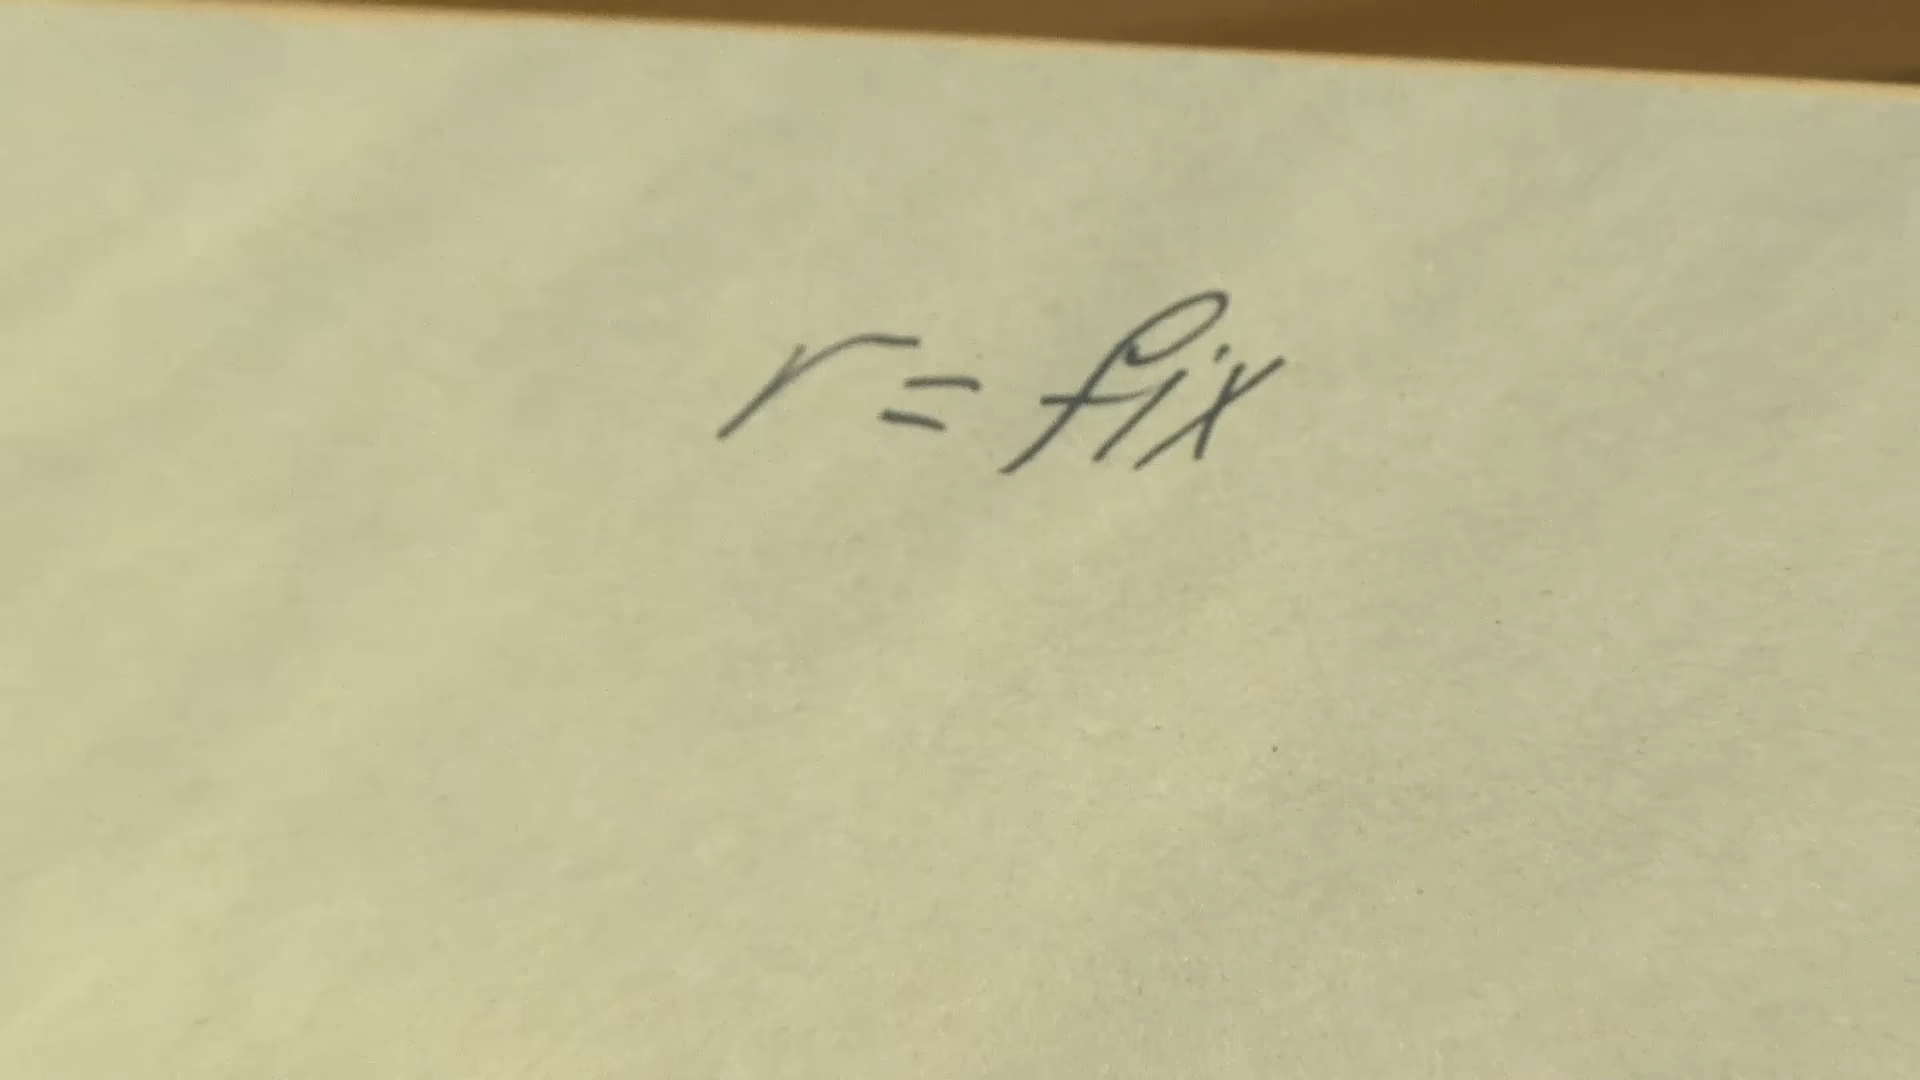 r = fix